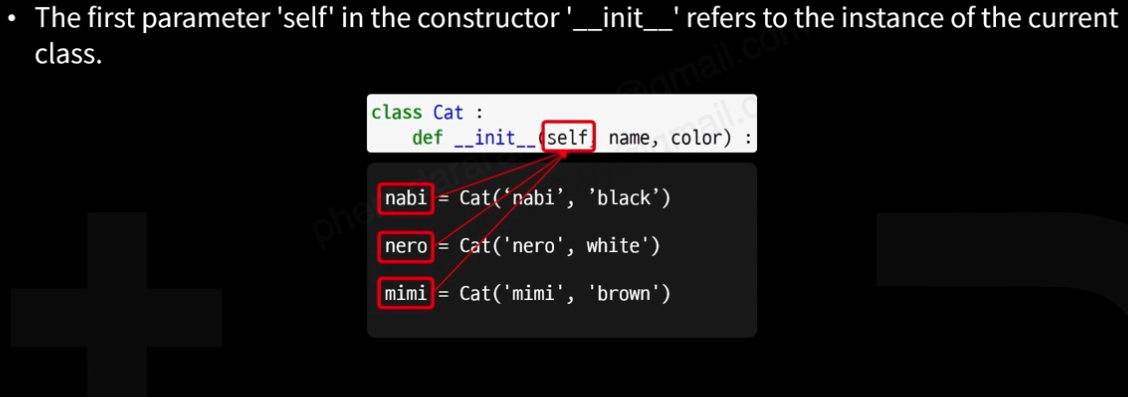 • The first parameter 'self' in the constructor '__init__' refers to the instance of the current
class.
class Cat :
def __init__(self, name, color) :
nabi = Cat(‘nabi’, ’black’)
nero = Cat('nero', white')
mimi = Cat('mimi', 'brown')